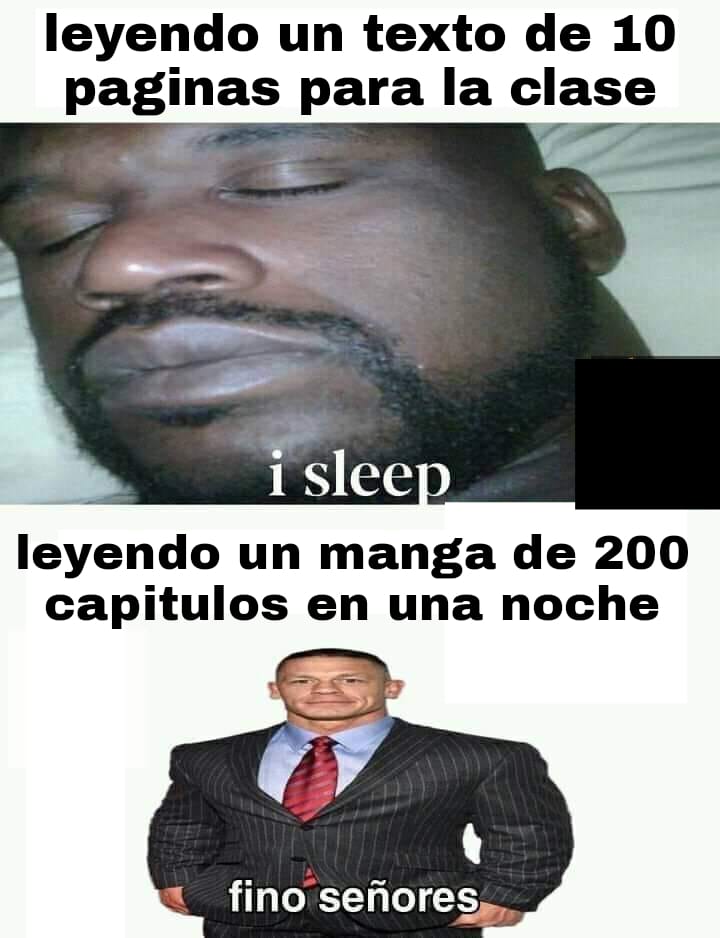 leyendo un texto de 10
paginas para la clase
i sleep
leyendo un manga de 200
capitulos en una noche
fino señores